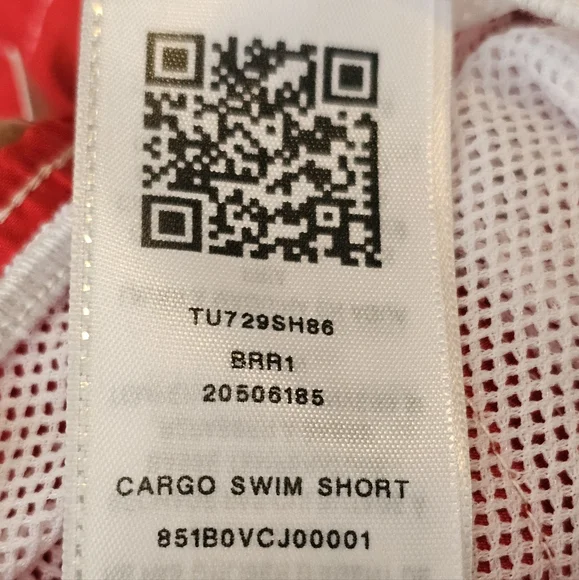 TU729SH86
BRR1
20506185
CARGO SWIM SHORT
851B0VCJ00001